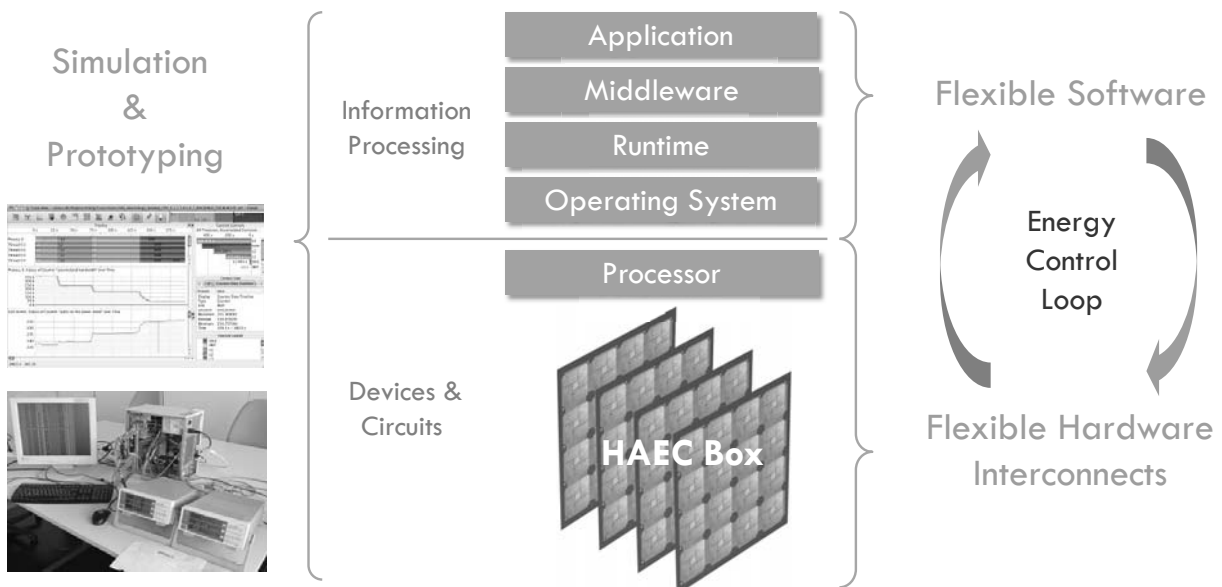 Simulation
&
Prototyping
Information
Processing
Devices &
Circuits
Application
Middleware
Runtime
Operating System
Processor
HAEC Box
Flexible Software
Energy
Control
Loop
Flexible Hardware
Interconnects